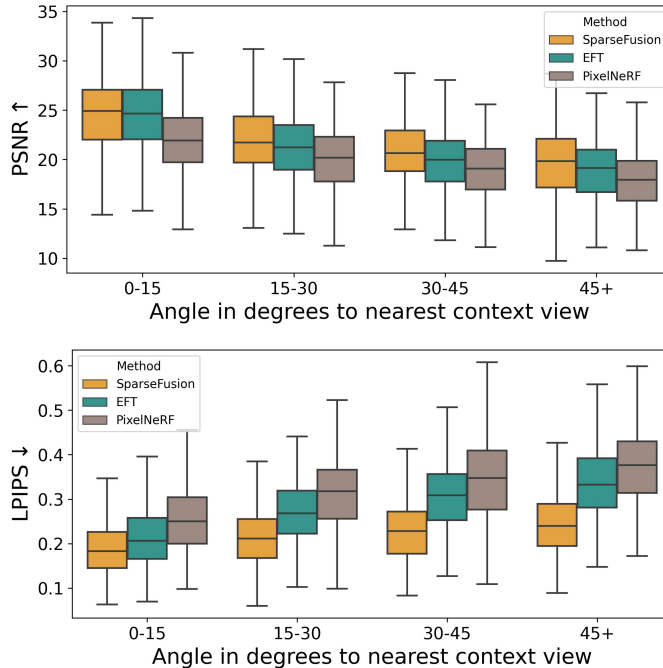 35
30
25
20
15
10
PSNR ↑
Method
SparseFusion
EFT
PixelNeRF
0-15
15-30
30-45
45+
Angle in degrees to nearest context view
0.6
0.5
0.4
0.3
0.2
0.1
LPIPS ↓
Method
SparseFusion
EFT
PixelNeRF
0-15
15-30
30-45
45+
Angle in degrees to nearest context view